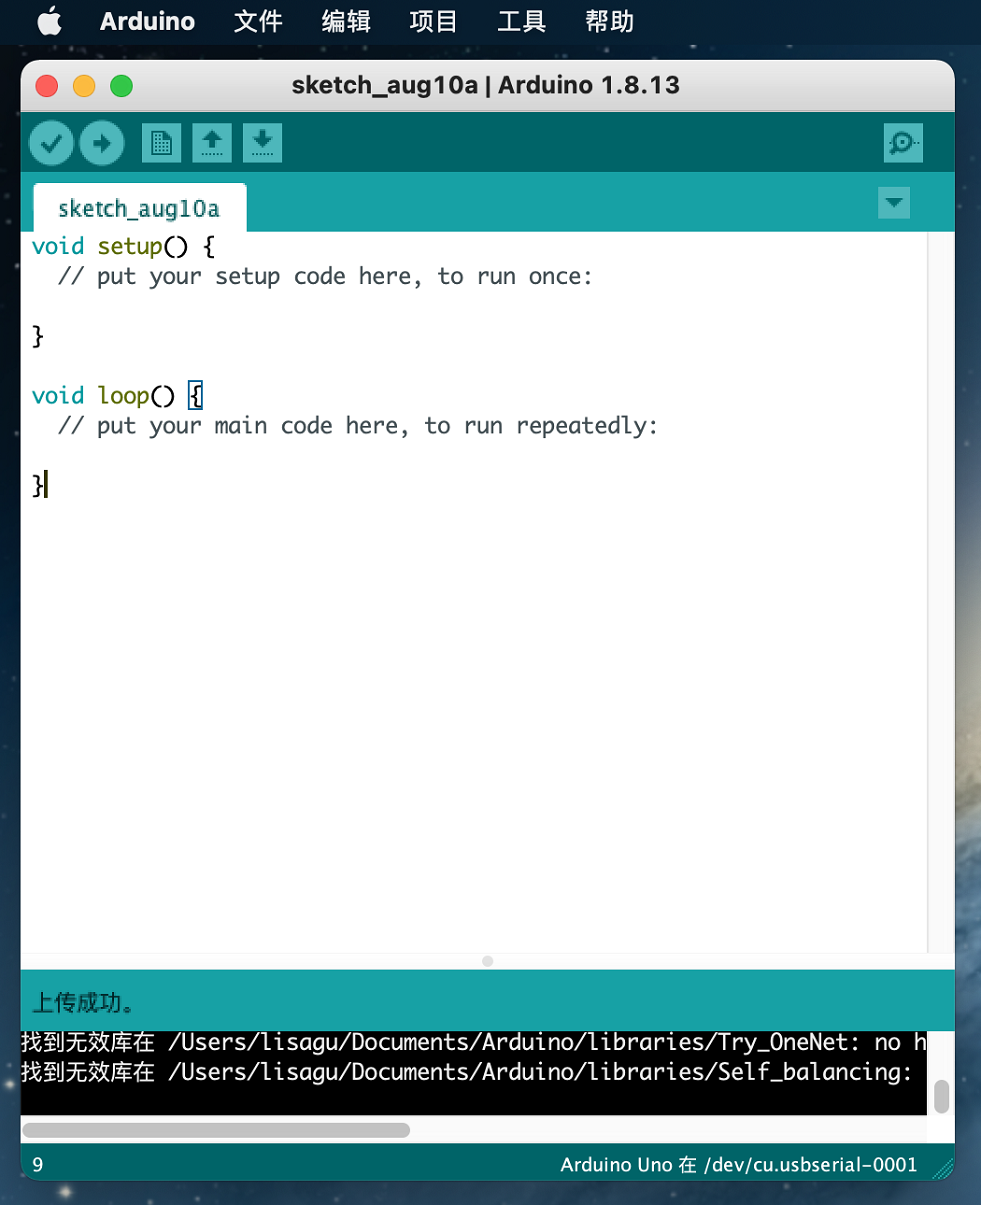 Arduino 文件 编辑 项目 工具 帮助
sketch_aug10a | Arduino 1.8.13
sketch_aug10a
void setup() {
  // put your setup code here, to run once:
}
void loop() {
  // put your main code here, to run repeatedly:
}
上传成功。
找到无效库在 /Users/lisagu/Documents/Arduino/libraries/Try_OneNet: no h
找到无效库在 /Users/lisagu/Documents/Arduino/libraries/Self_balancing:
9 Arduino Uno 在 /dev/cu.usbserial-0001